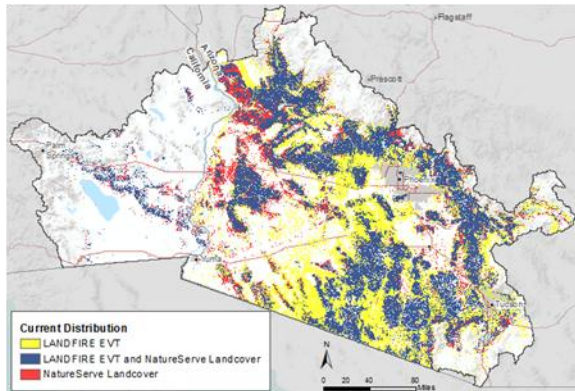 Flagstaff
Arizona
California
Prescott
Palm
Springs
Yuma
Tucson
Current Distribution
LANDFIRE EVT
LANDFIRE EVT and NatureServe Landcover
NatureServe Landcover
N
0 20 40 80
Miles